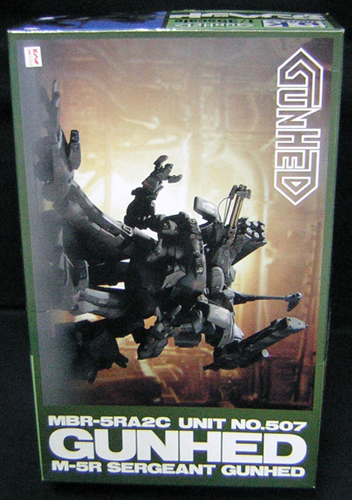 GUNHED
MBR-5RA2C UNIT NO.507
GUNHED
M-5R SERGEANT GUNHED